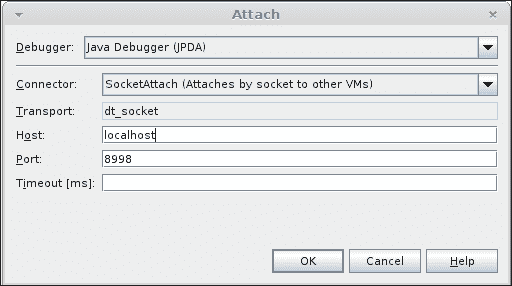 Attach
Debugger: Java Debugger (JPDA)
Connector: SocketAttach (Attaches by socket to other VMs)
Transport: dt_socket
Host: localhost
Port: 8998
Timeout [ms]:
OK Cancel Help